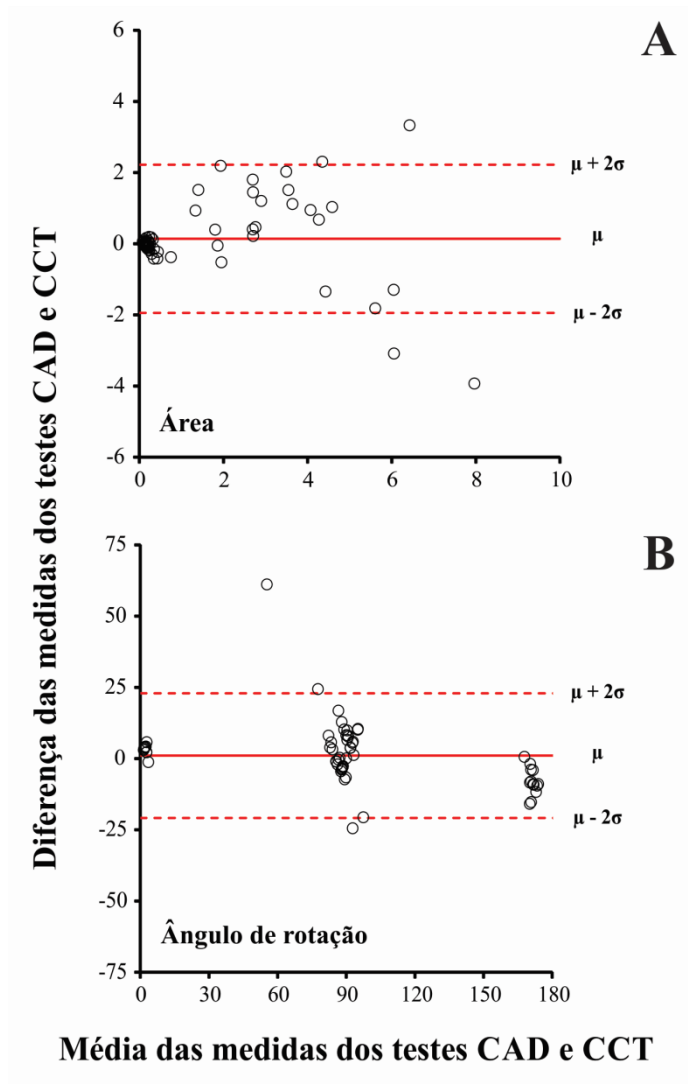 A
6
4
2
0
-2
-4
-6
μ + 2σ
μ
μ - 2σ
Área
0 2 4 6 8 10
Diferença das medidas dos testes CAD e CCT
B
75
50
25
0
-25
-50
-75
μ + 2σ
μ
μ - 2σ
Ângulo de rotação
0 30 60 90 120 150 180
Média das medidas dos testes CAD e CCT